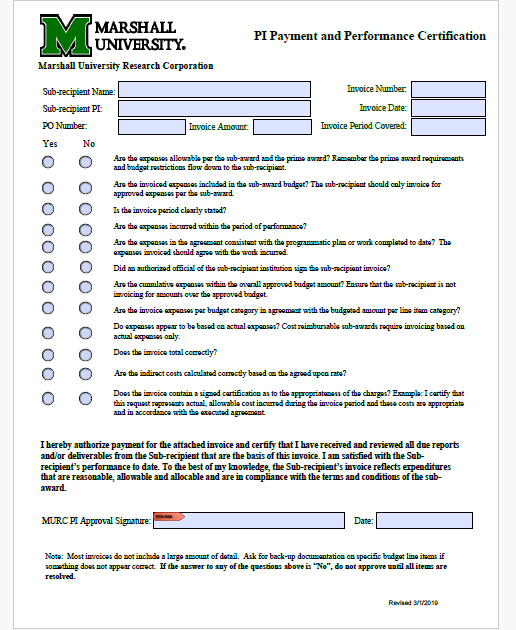 MARSHALL
UNIVERSITY.
PI Payment and Performance Certification
Marshall University Research Corporation
Sub-recipient Name:
Invoice Number:
Sub-recipient PI:
Invoice Date:
PO Number:
Invoice Amount:
Invoice Period Covered:
Yes No
Are the expenses allowable per the sub-award and the prime award? Remember the prime award requirements
and budget restrictions flow down to the sub-recipient.
Are the invoiced expenses included in the sub-award budget? The sub-recipient should only invoice for
approved expenses per the sub-award.
Is the invoice period clearly stated?
Are the expenses incurred within the period of performance?
Are the expenses in the agreement consistent with the programmatic plan or work completed to date? The
expenses invoiced should agree with the work incurred.
Did an authorized official of the sub-recipient institution sign the sub-recipient invoice?
Are the cumulative expenses within the overall approved budget amount? Ensure that the sub-recipient is not
invoicing for amounts over the approved budget.
Are the invoice expenses per budget category in agreement with the budgeted amount per line item category?
Do expenses appear to be based on actual expenses? Cost reimbursable sub-awards require invoicing based on
actual expenses only.
Does the invoice total correctly?
Are the indirect costs calculated correctly based on the agreed upon rate?
Does the invoice contain a signed certification as to the appropriateness of the charges? Example: I certify that
this request represents actual, allowable cost incurred during the invoice period and these costs are appropriate
and in accordance with the executed agreement.
I hereby authorize payment for the attached invoice and certify that I have received and reviewed all due reports
and/or deliverables from the Sub-recipient that are the basis of this invoice. I am satisfied with the Sub-
recipient's performance to date. To the best of my knowledge, the Sub-recipient's invoice reflects expenditures
that are reasonable, allowable and allocable and are in compliance with the terms and conditions of the sub-
award.
MURC PI Approval Signature:
Date:
Note: Most invoices do not include a large amount of detail. Ask for back-up documentation on specific budget line items if
something does not appear correct. If the answer to any of the questions above is "No", do not approve until all items are
resolved.
Revised 3/1/2019